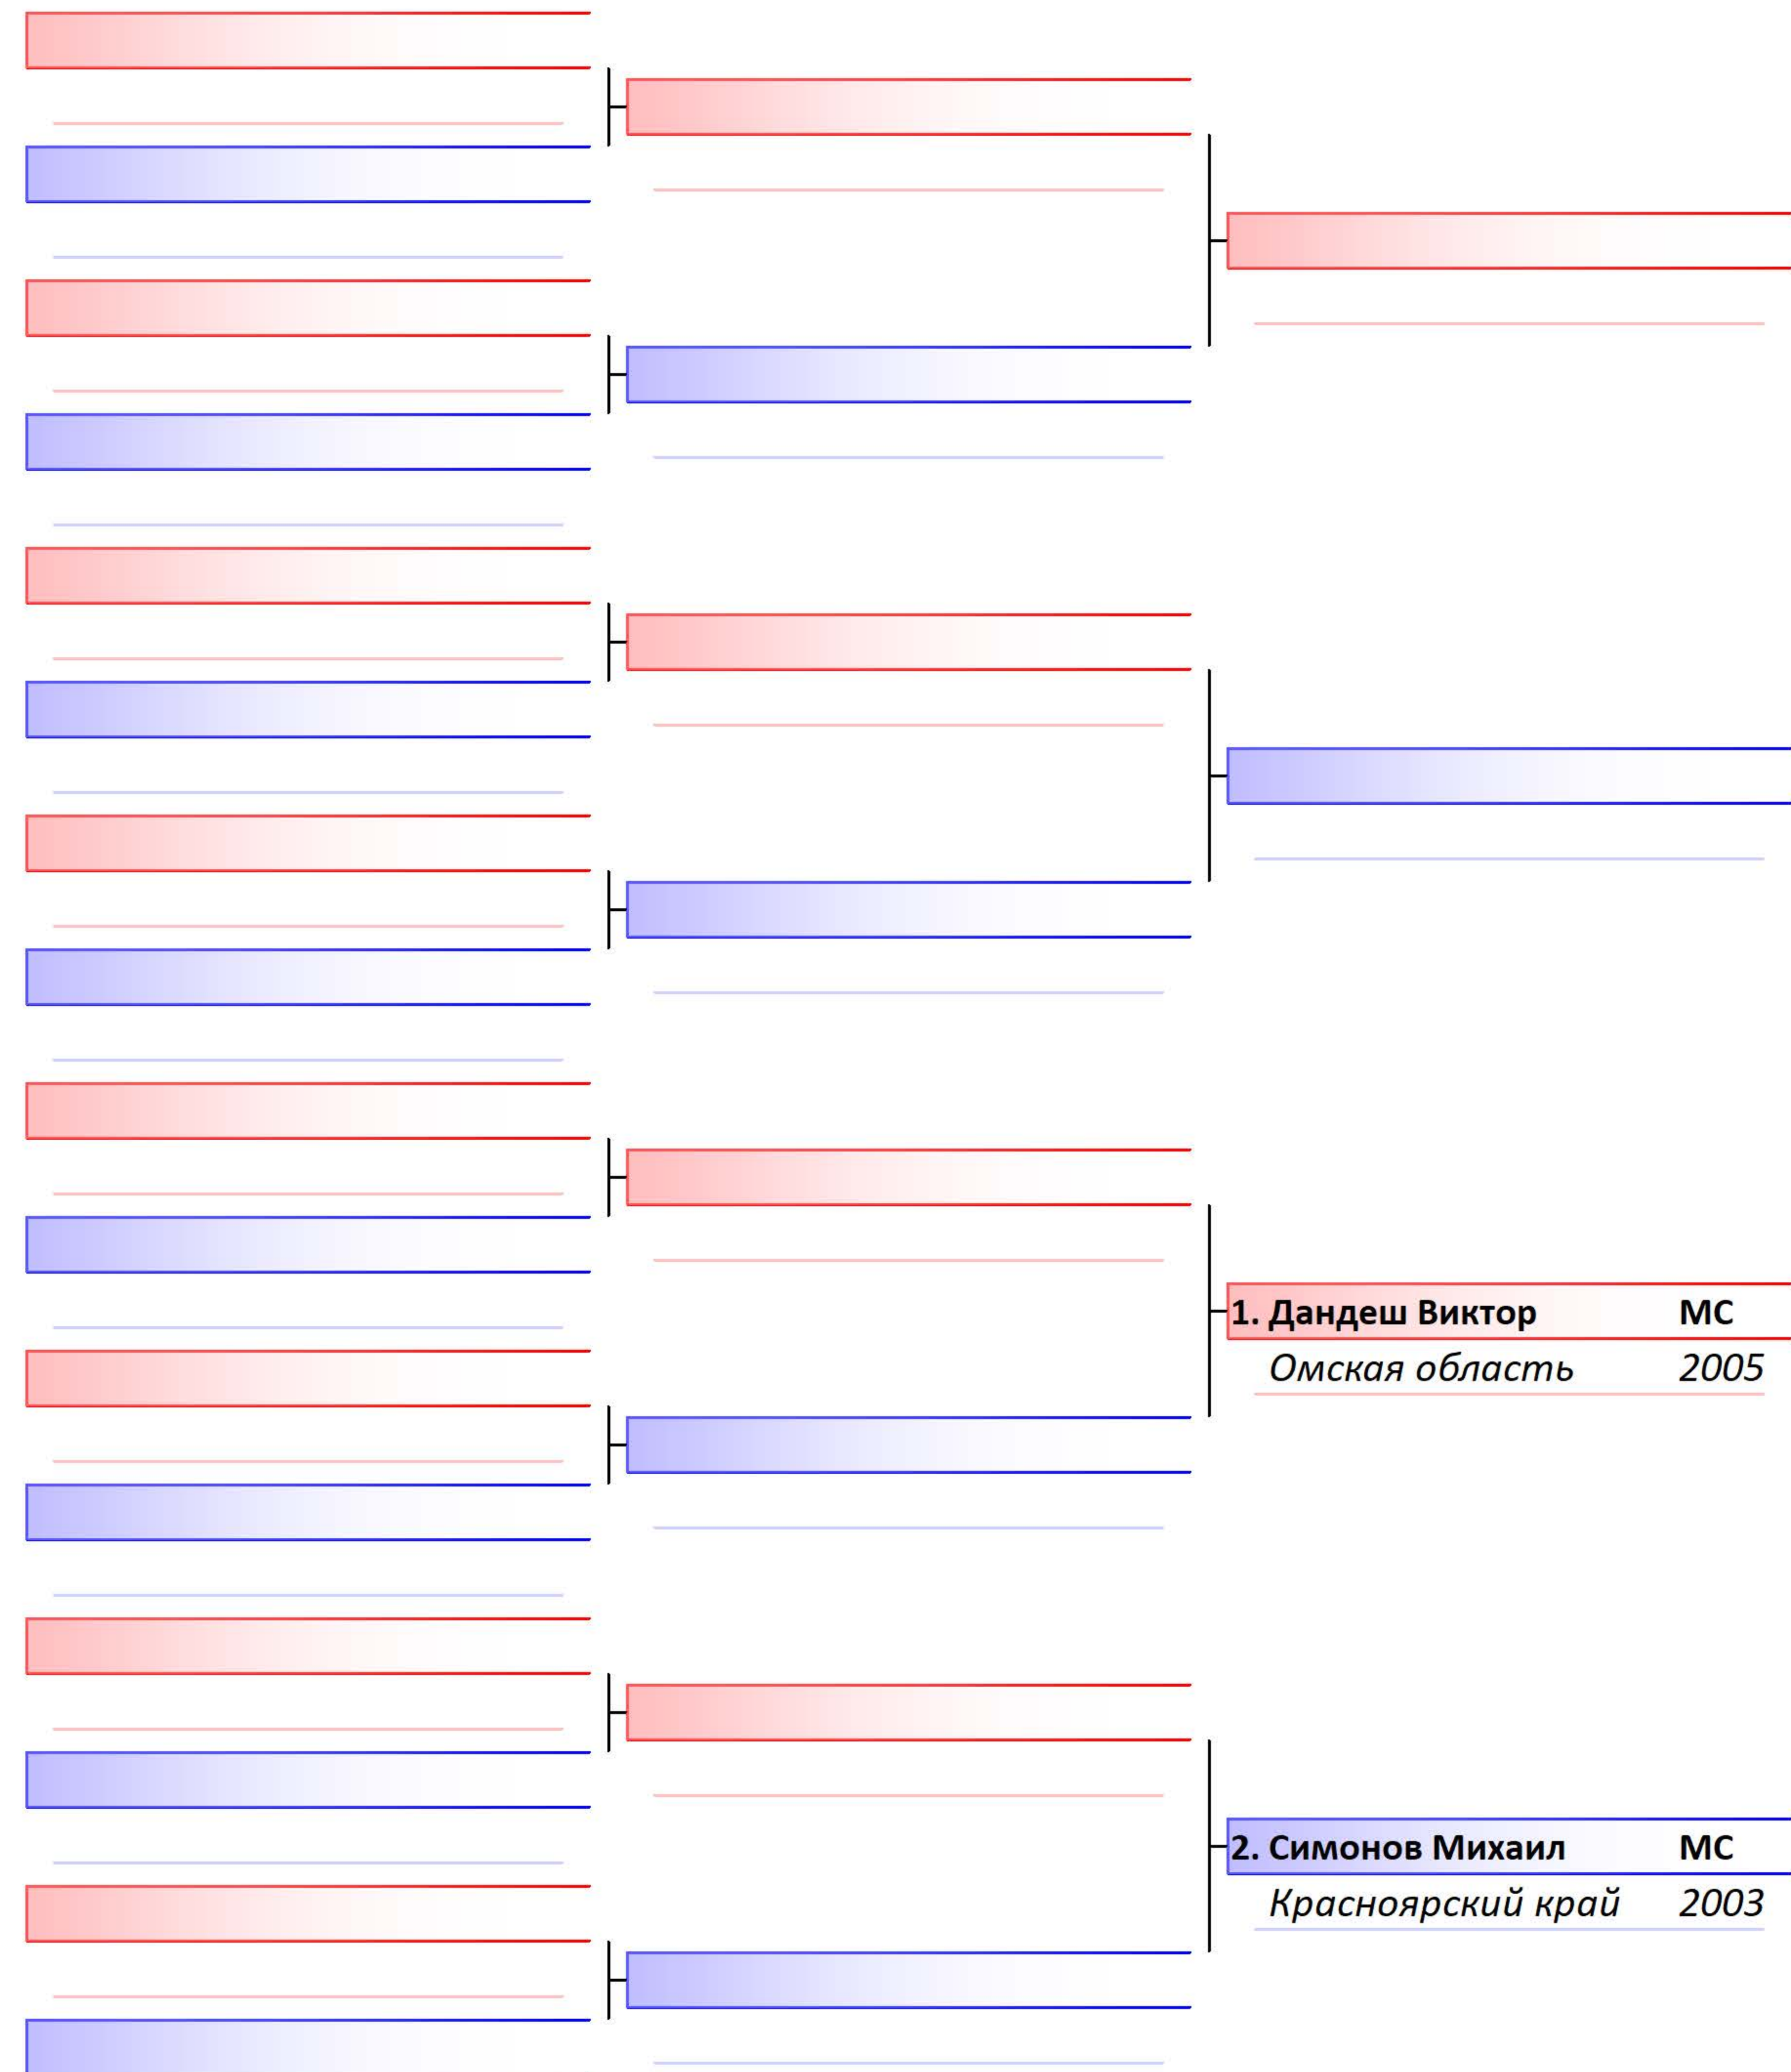 1. Дандеш Виктор МС
Омская область 2005
2. Симонов Михаил МС
Красноярский край 2003